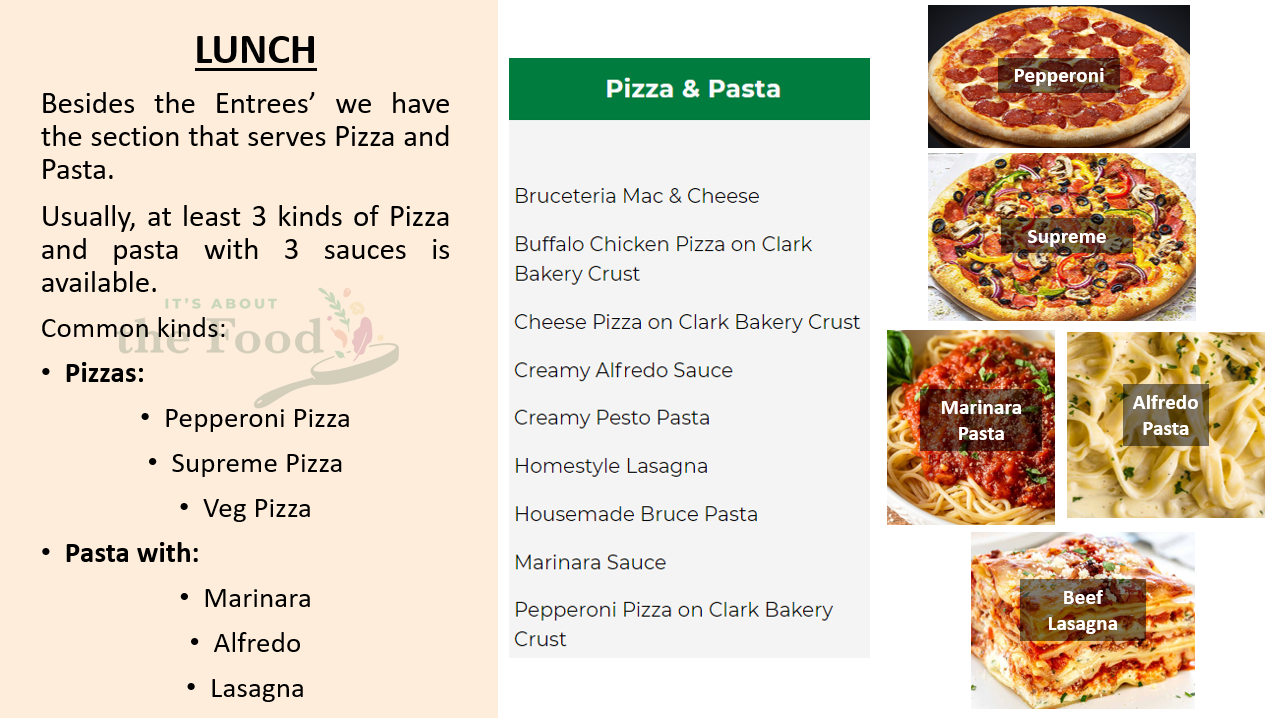 LUNCH
Besides the Entrees’ we have
the section that serves Pizza and
Pasta.
Usually, at least 3 kinds of Pizza
and pasta with 3 sauces is
available.
IT'S ABOUT
the Food
Common kinds:
• Pizzas:
• Pepperoni Pizza
• Supreme Pizza
• Veg Pizza
• Pasta with:
• Marinara
• Alfredo
• Lasagna
Pizza & Pasta
Bruceteria Mac & Cheese
Buffalo Chicken Pizza on Clark
Bakery Crust
Cheese Pizza on Clark Bakery Crust
Creamy Alfredo Sauce
Creamy Pesto Pasta
Homestyle Lasagna
Housemade Bruce Pasta
Marinara Sauce
Pepperoni Pizza on Clark Bakery
Crust
Pepperoni
Supreme
Marinara
Pasta
Alfredo
Pasta
Beef
Lasagna